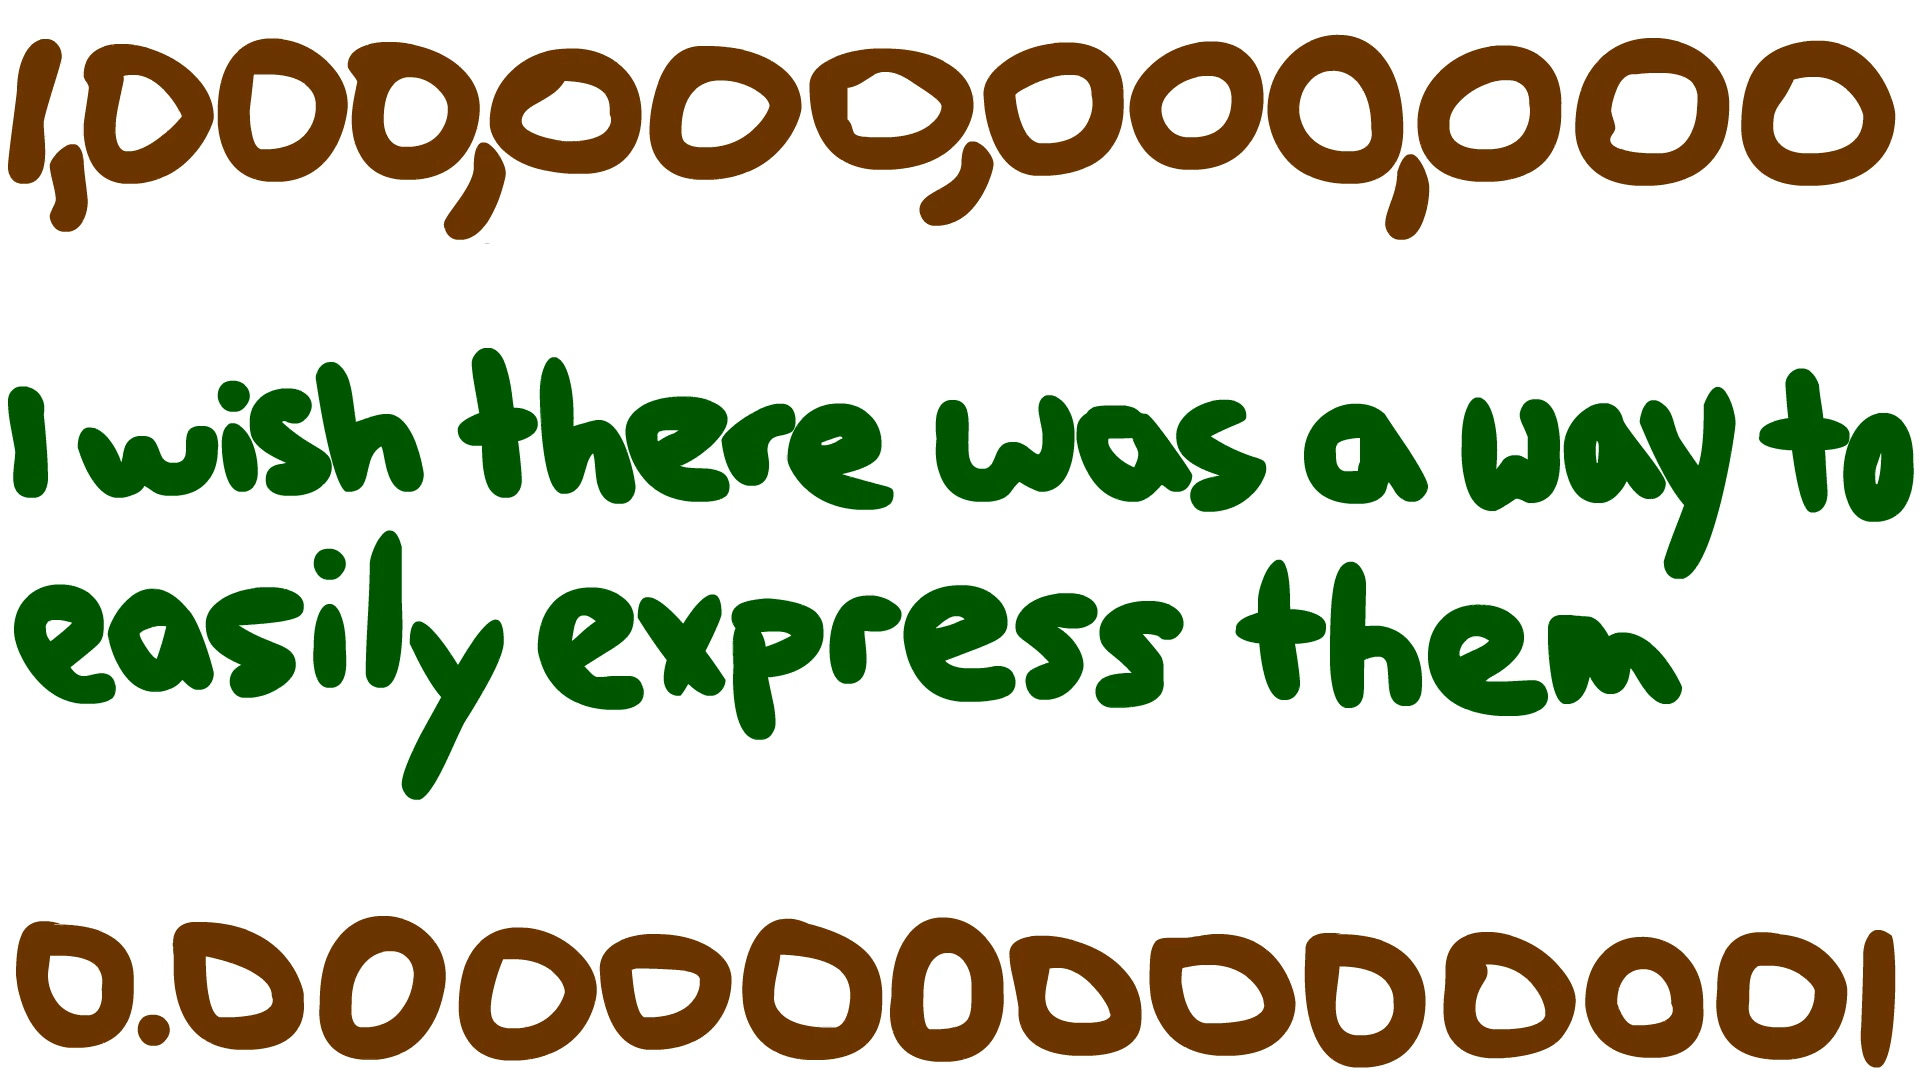 1,000,000,000,000
I wish there was a way to
easily express them
0.0000000000001